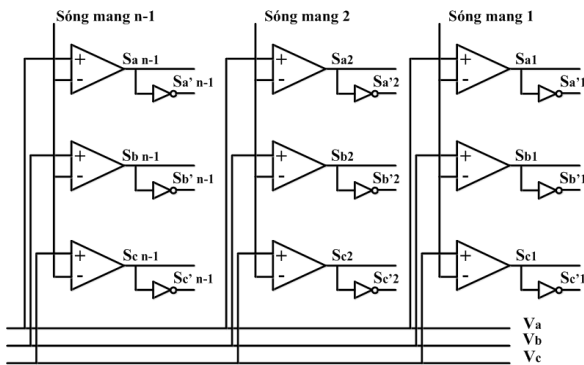 Sóng mang n-1 Sóng mang 2 Sóng mang 1
Sa n-1 Sa2 Sa1
Sa' n-1 Sa'2 Sa'1
Sb n-1 Sb2 Sb1
Sb' n-1 Sb'2 Sb'1
Sc n-1 Sc2 Sc1
Sc' n-1 Sc'2 Sc'1
Va
Vb
Vc